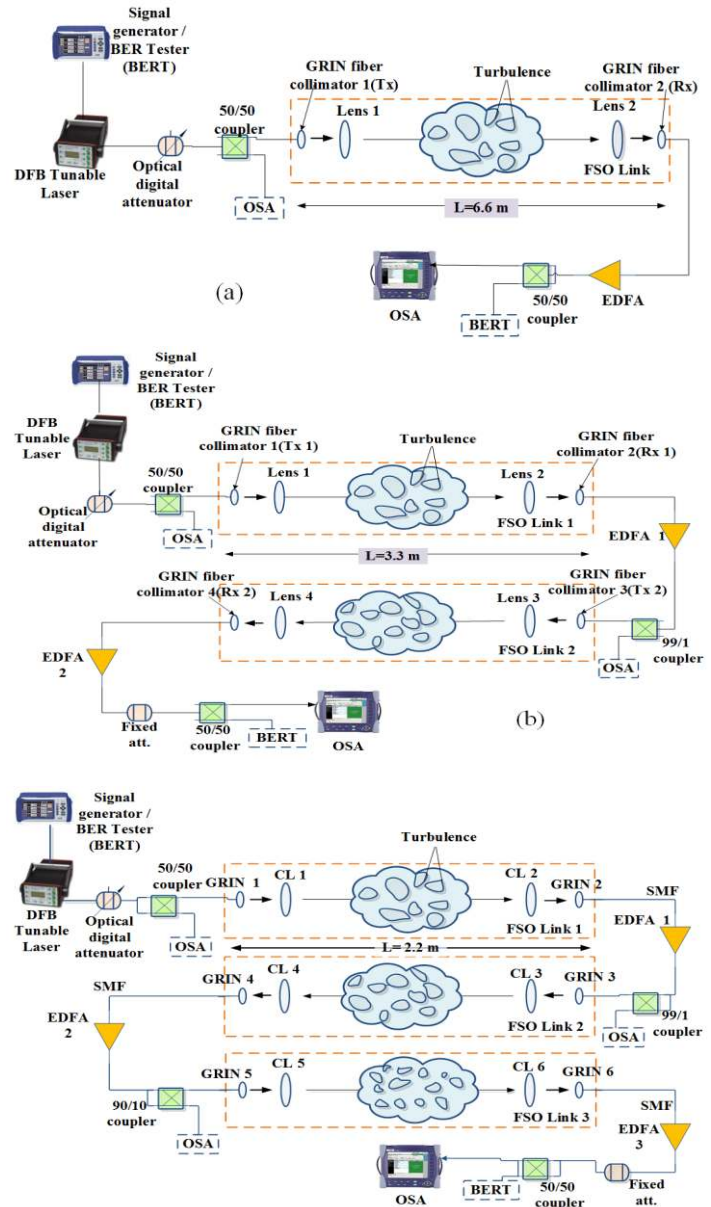 Signal
generator /
BER Tester
(BERT)
DFB Tunable
Laser
Optical
digital
attenuator
50/50
coupler
OSA
GRIN fiber
collimator 1(Tx)
Lens 1
Turbulence
GRIN fiber
collimator 2 (Rx)
Lens 2
FSO Link
L=6.6 m
OSA
BERT
50/50
coupler
EDFA
(a)
Signal
generator /
BER Tester
(BERT)
DFB
Tunable
Laser
Optical
digital
attenuator
50/50
coupler
OSA
GRIN fiber
collimator 1(Tx 1)
Lens 1
Turbulence
Lens 2
GRIN fiber
collimator 2(Rx 1)
FSO Link 1
EDFA 1
L=3.3 m
GRIN fiber
collimator 4(Rx 2)
Lens 4
Lens 3
GRIN fiber
collimator 3(Tx 2)
FSO Link 2
OSA
99/1
coupler
EDFA
2
Fixed
att.
50/50
coupler
BERT
OSA
(b)
Signal
generator /
BER Tester
(BERT)
DFB
Tunable
Laser
Optical
digital
attenuator
50/50
coupler
OSA
GRIN 1
CL 1
Turbulence
CL 2
GRIN 2
SMF
FSO Link 1
EDFA 1
L= 2.2 m
SMF
GRIN 4
CL 4
CL 3
GRIN 3
FSO Link 2
OSA
99/1
coupler
EDFA
2
90/10
coupler
OSA
GRIN 5
CL 5
CL 6
GRIN 6
FSO Link 3
SMF
EDFA
3
OSA
BERT
50/50
coupler
Fixed
att.